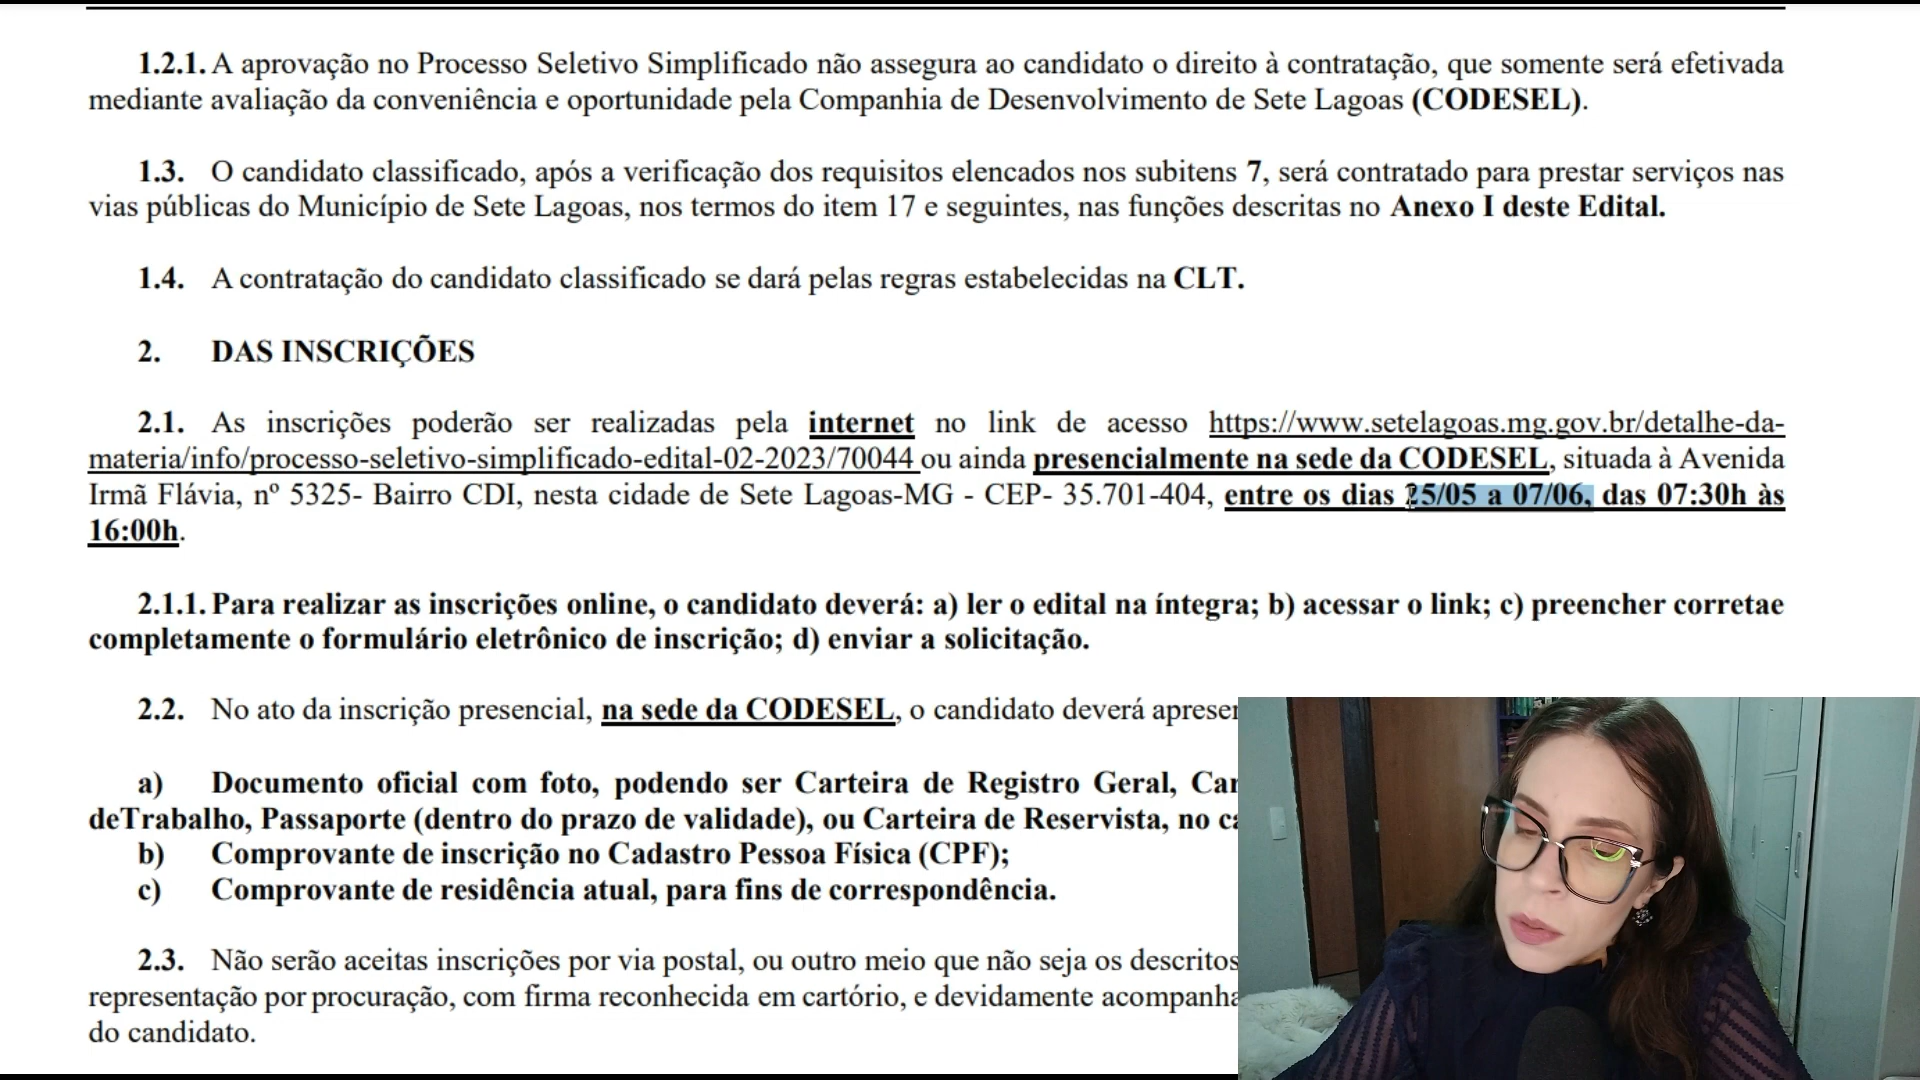 1.2.1. A aprovação no Processo Seletivo Simplificado não assegura ao candidato o direito à contratação, que somente será efetivada
mediante avaliação da conveniência e oportunidade pela Companhia de Desenvolvimento de Sete Lagoas (CODESEL).
1.3. O candidato classificado, após a verificação dos requisitos elencados nos subitens 7, será contratado para prestar serviços nas
vias públicas do Município de Sete Lagoas, nos termos do item 17 e seguintes, nas funções descritas no Anexo I deste Edital.
1.4. A contratação do candidato classificado se dará pelas regras estabelecidas na CLT.
2. DAS INSCRIÇÕES
2.1. As inscrições poderão ser realizadas pela internet no link de acesso https://www.setelagoas.mg.gov.br/detalhe-da-
materia/info/processo-seletivo-simplificado-edital-02-2023/70044 ou ainda presencialmente na sede da CODESEL, situada à Avenida
Irmã Flávia, nº 5325- Bairro CDI, nesta cidade de Sete Lagoas-MG - CEP- 35.701-404, entre os dias 25/05 a 07/06, das 07:30h às
16:00h.
2.1.1. Para realizar as inscrições online, o candidato deverá: a) ler o edital na íntegra; b) acessar o link; c) preencher corretae
completamente o formulário eletrônico de inscrição; d) enviar a solicitação.
2.2. No ato da inscrição presencial, na sede da CODESEL, o candidato deverá apreser
a) Documento oficial com foto, podendo ser Carteira de Registro Geral, Car
deTrabalho, Passaporte (dentro do prazo de validade), ou Carteira de Reservista, no ca
b) Comprovante de inscrição no Cadastro Pessoa Física (CPF);
c) Comprovante de residência atual, para fins de correspondência.
2.3. Não serão aceitas inscrições por via postal, ou outro meio que não seja os descritos
representação por procuração, com firma reconhecida em cartório, e devidamente acompanha
do candidato.